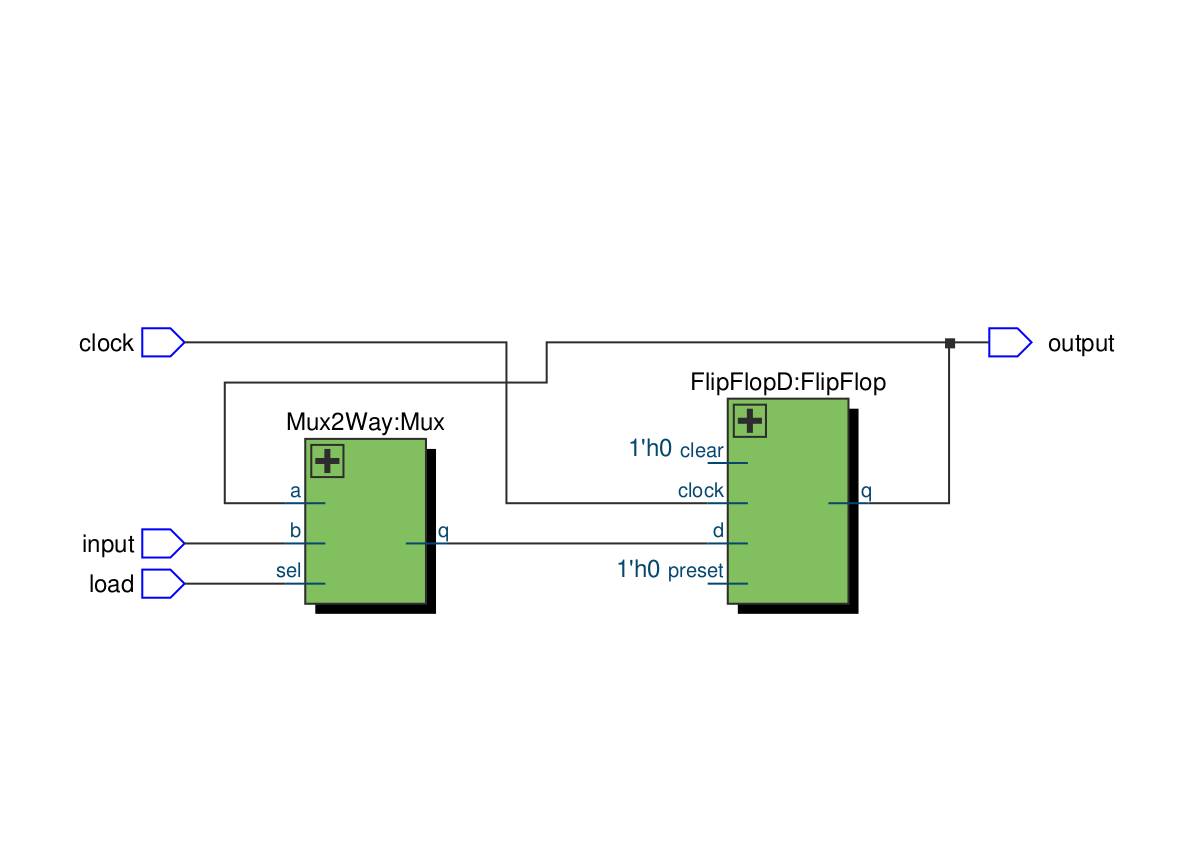 clock
output
FlipFlopD:FlipFlop
Mux2Way:Mux
1'h0 clear
a
clock
q
input
b
q
d
load
sel
1'h0 preset